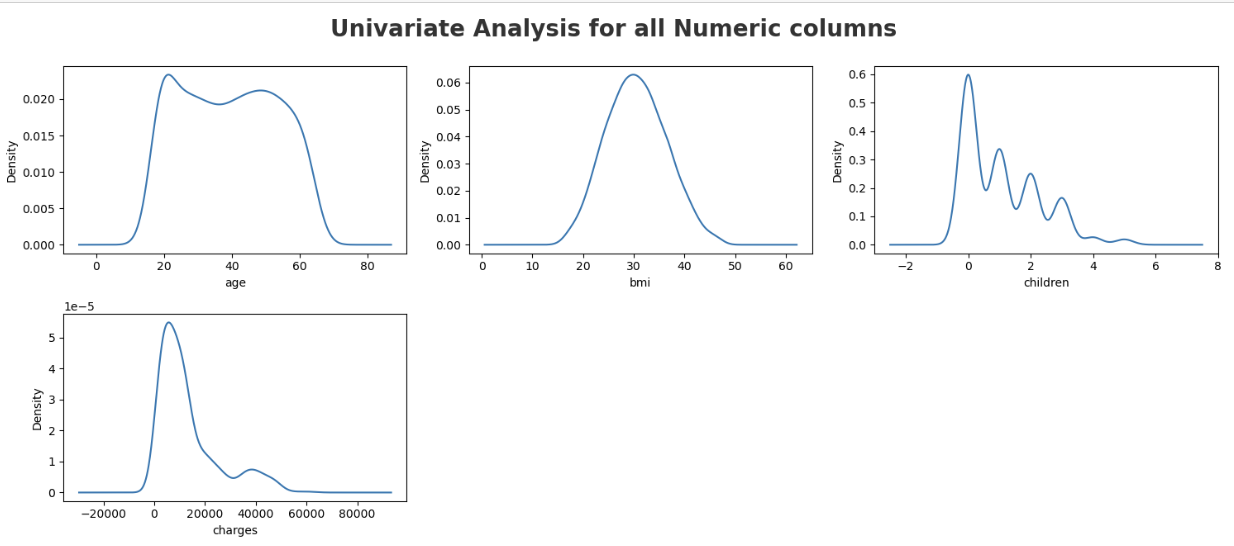 Univariate Analysis for all Numeric columns
0.020
0.015
0.010
0.005
0.000
Density
0 20 40 60 80
age
0.06
0.05
0.04
0.03
0.02
0.01
0.00
Density
0 10 20 30 40 50 60
bmi
0.6
0.5
0.4
0.3
0.2
0.1
0.0
Density
−2 0 2 4 6 8
children
1e−5
5
4
3
2
1
0
Density
−20000 0 20000 40000 60000 80000
charges